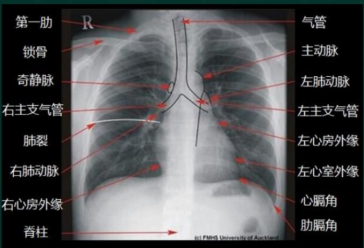 R
第一肋
锁骨
奇静脉
右主支气管
肺裂
右肺动脉
右心房外缘
脊柱
气管
主动脉
左肺动脉
左主支气管
左心房外缘
左心室外缘
心膈角
肋膈角
(c) FMHS University of Auckland